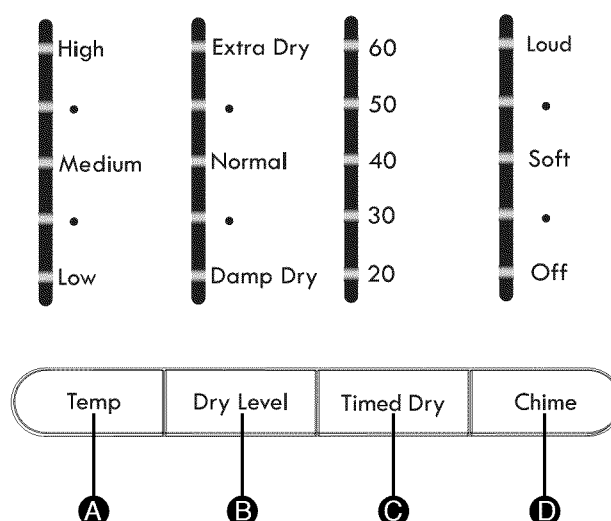 High Extra Dry 60 Loud
• • 50 •
Medium Normal 40 Soft
• • 30 •
Low Damp Dry 20 Off
Temp Dry Level Timed Dry Chime
A B C D